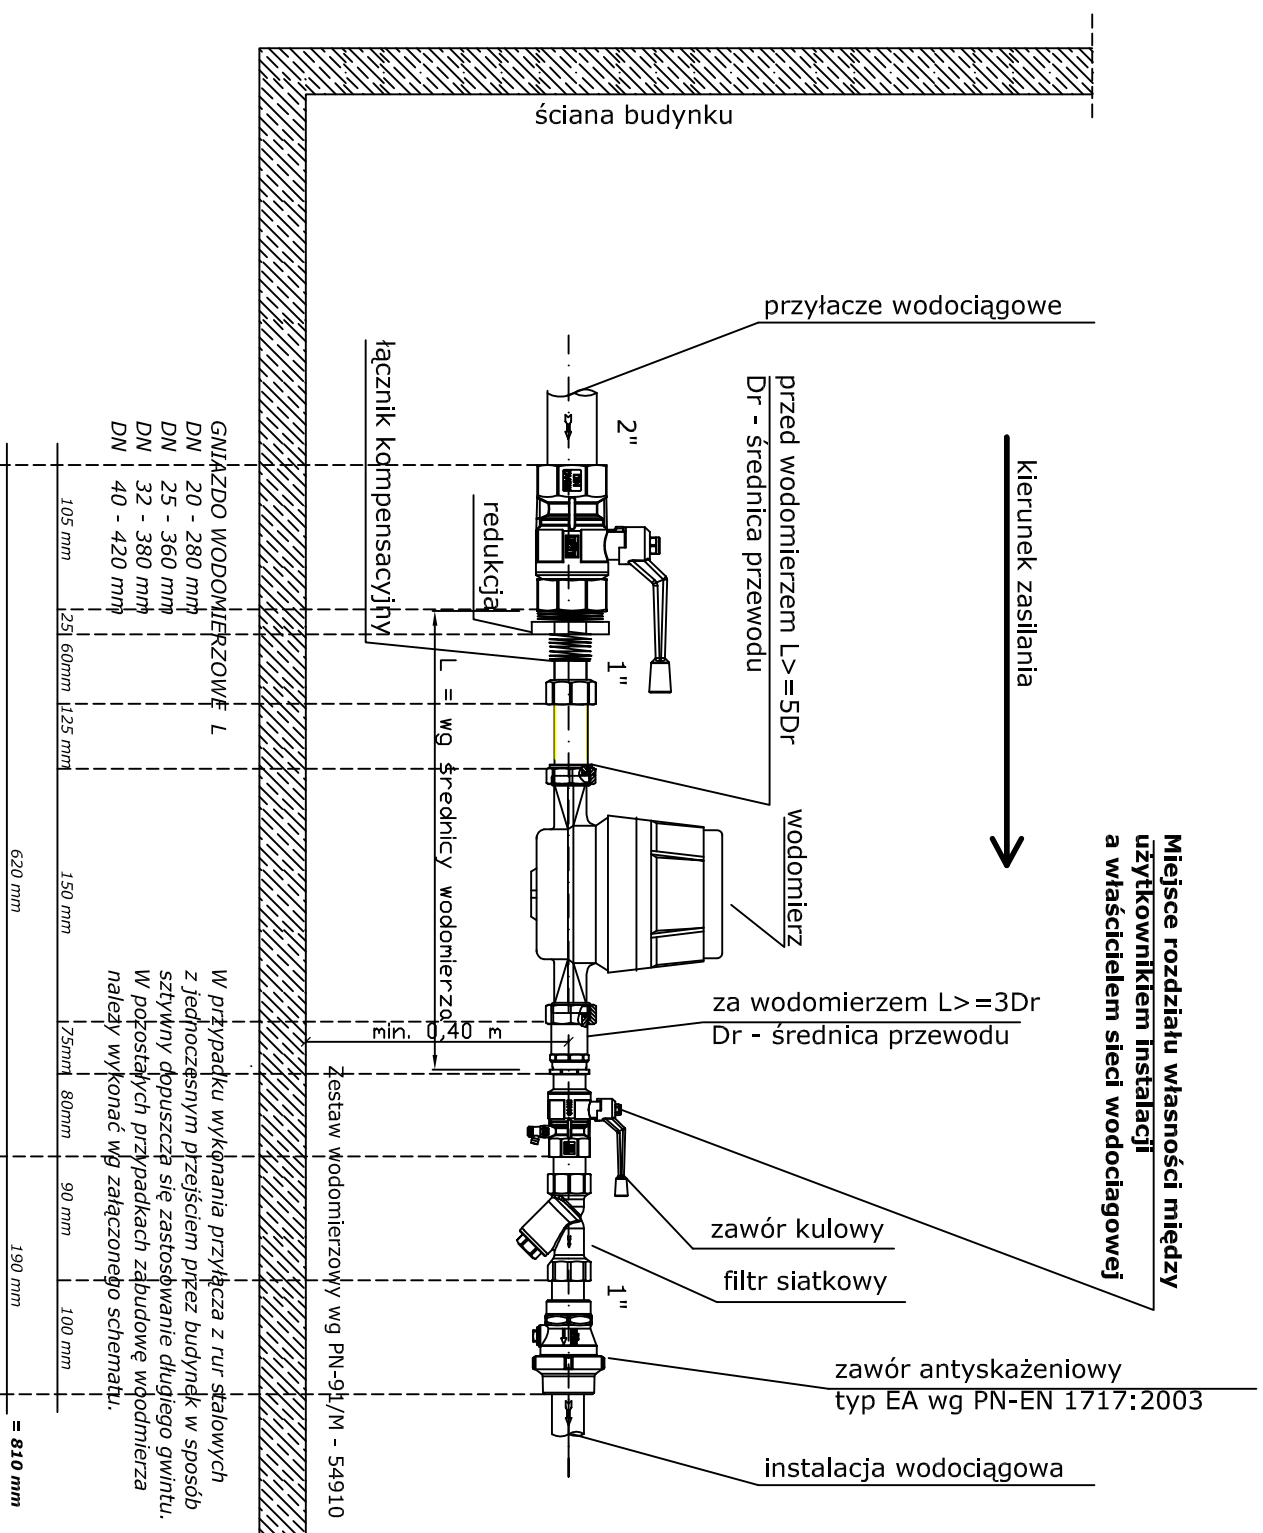 ściana budynku
przyłacze wodociągowe
kierunek zasilania
przed wodomierzem L>=5Dr
Dr - średnica przewodu
łącznik kompensacyjny
redukcja
2"
1"
L = wg średnicy wodomierza
wodomierz
Miejsce rozdziału własności między
użytkownikiem instalacji
a właścicielem sieci wodociagowej
za wodomierzem L>=3Dr
Dr - średnica przewodu
min. 0,40 m
zawór kulowy
filtr siatkowy
1"
zawór antyskażeniowy
typ EA wg PN-EN 1717:2003
instalacja wodociągowa
Zestaw wodomierzowy wg PN-91/M - 54910
GNIAZDO WODOMIERZOWE L
DN 20 - 280 mm
DN 25 - 360 mm
DN 32 - 380 mm
DN 40 - 420 mm
W przypadku wykonania przyłącza z rur stalowych
z jednoczesnym przejściem przez budynek w sposób
sztywny dopuszcza się zastosowanie długiego gwintu.
W pozostałych przypadkach zabudowę woodmierza
należy wykonać wg załączonego schematu.
105 mm
25
60mm
125 mm
150 mm
75mm
80mm
90 mm
100 mm
620 mm
190 mm
= 810 mm